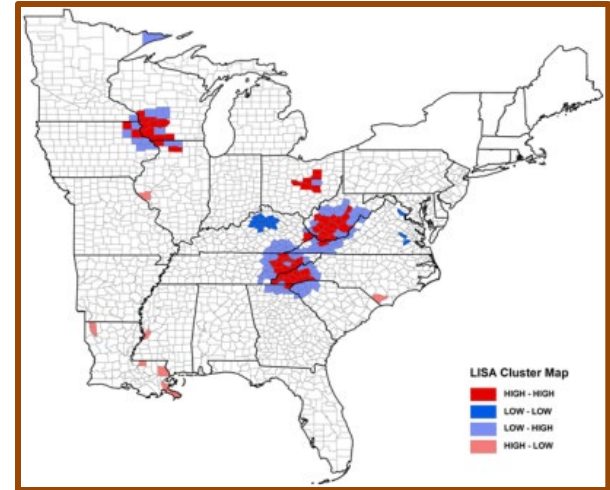 LISA Cluster Map
HIGH - HIGH
LOW - LOW
LOW - HIGH
HIGH - LOW